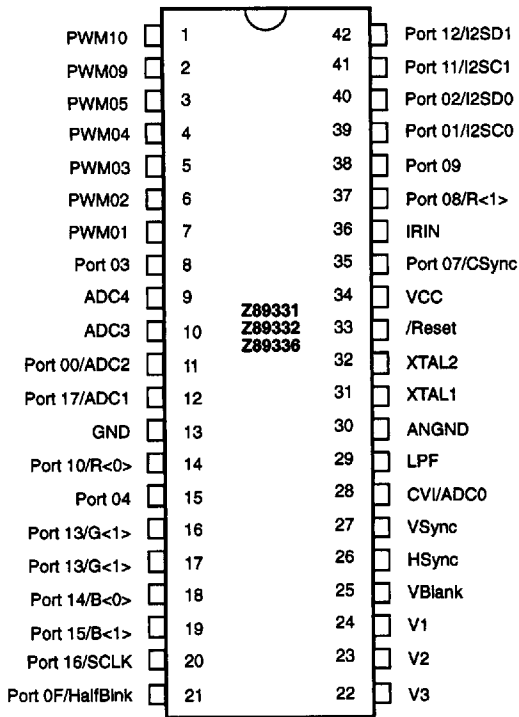 PWM10 1 42 Port 12/I2SD1
PWM09 2 41 Port 11/I2SC1
PWM05 3 40 Port 02/I2SD0
PWM04 4 39 Port 01/I2SC0
PWM03 5 38 Port 09
PWM02 6 37 Port 08/R<1>
PWM01 7 36 IRIN
Port 03 8 35 Port 07/CSync
ADC4 9 34 VCC
Z89331
ADC3 10 Z89332 33 /Reset
Z89336
Port 00/ADC2 11 32 XTAL2
Port 17/ADC1 12 31 XTAL1
GND 13 30 ANGND
Port 10/R<0> 14 29 LPF
Port 04 15 28 CVI/ADC0
Port 13/G<1> 16 27 VSync
Port 13/G<1> 17 26 HSync
Port 14/B<0> 18 25 VBlank
Port 15/B<1> 19 24 V1
Port 16/SCLK 20 23 V2
Port 0F/HalfBlnk 21 22 V3